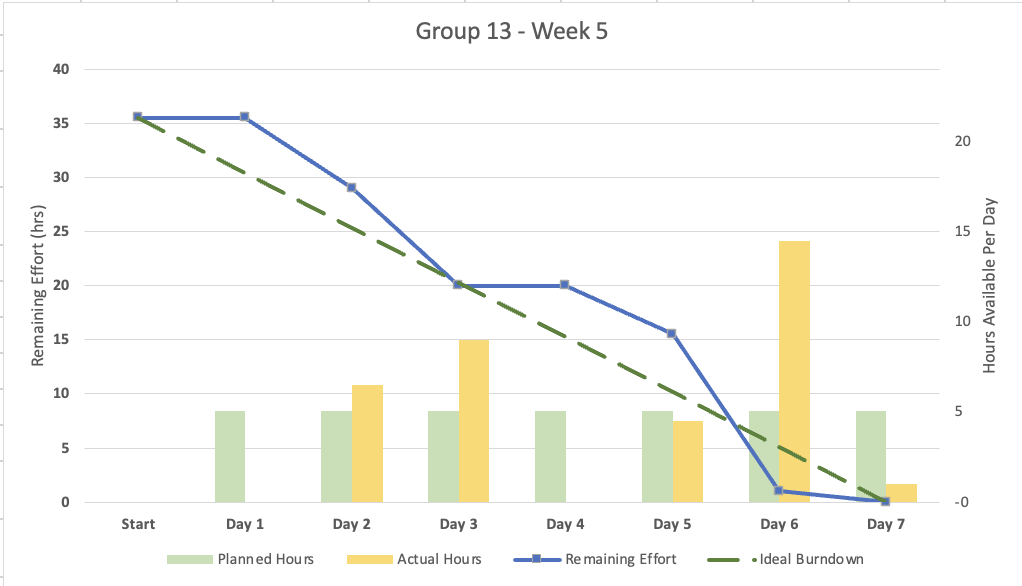 Group 13 - Week 5
40
35
30
25
20
15
10
5
0
Remaining Effort (hrs)
20
15
10
5
-0
Hours Available Per Day
Start Day 1 Day 2 Day 3 Day 4 Day 5 Day 6 Day 7
Planned Hours Actual Hours Remaining Effort Ideal Burndown